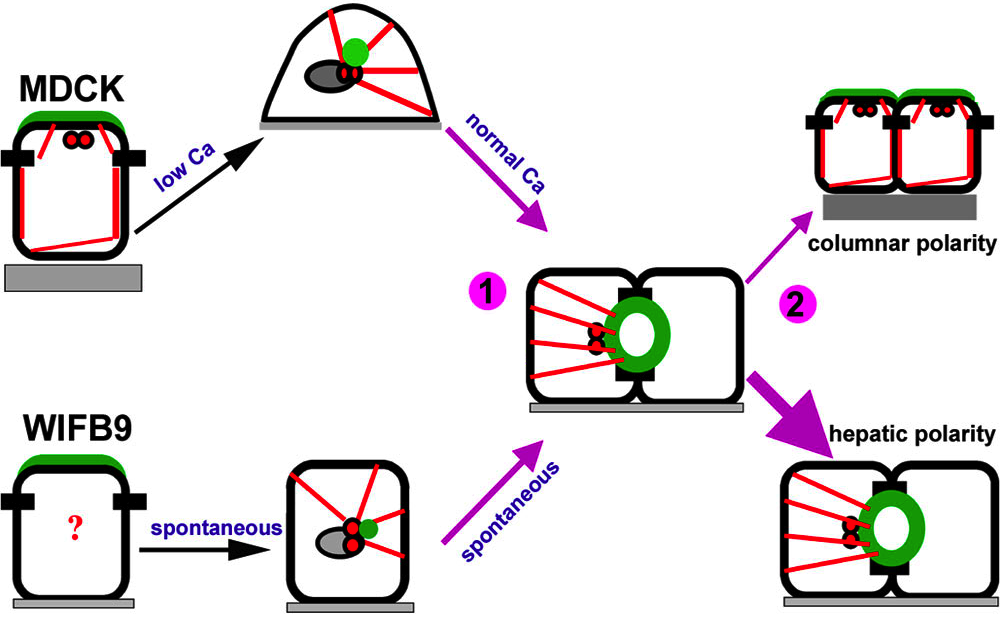 MDCK
low Ca
normal Ca
1
2
columnar polarity
WIFB9
?
spontaneous
spontaneous
hepatic polarity